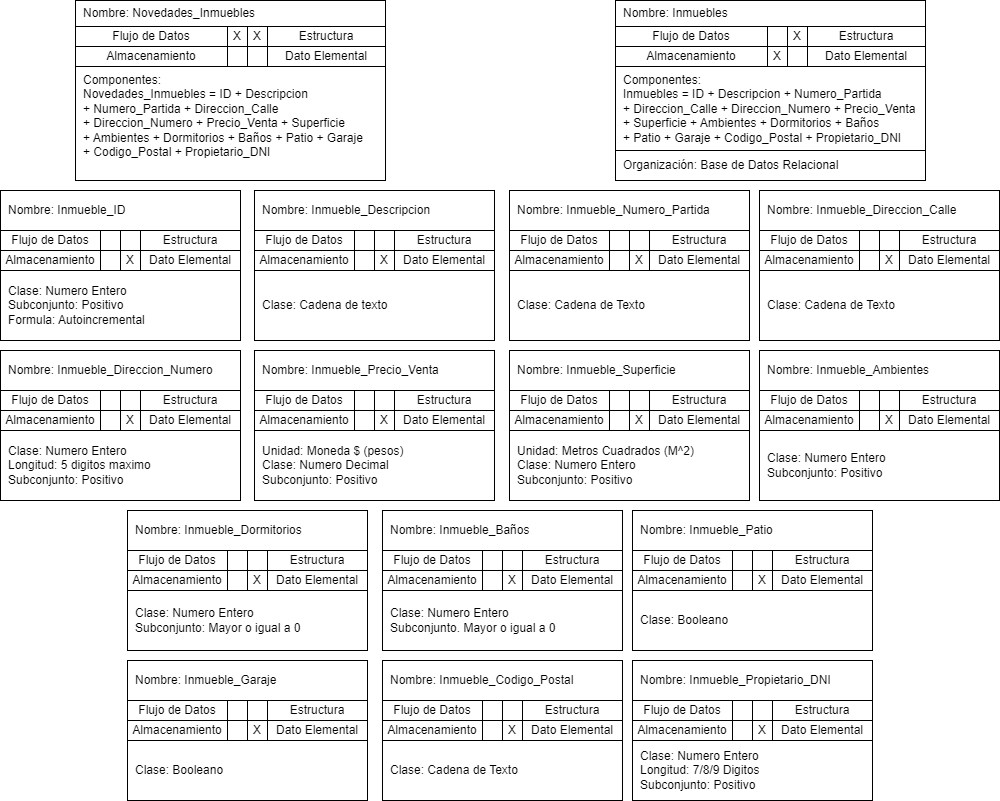 Nombre: Novedades_Inmuebles
Flujo de Datos X X Estructura
Almacenamiento Dato Elemental
Componentes:
Novedades_Inmuebles = ID + Descripcion
+ Numero_Partida + Direccion_Calle
+ Direccion_Numero + Precio_Venta + Superficie
+ Ambientes + Dormitorios + Baños + Patio + Garaje
+ Codigo_Postal + Propietario_DNI
Nombre: Inmuebles
Flujo de Datos X Estructura
Almacenamiento X Dato Elemental
Componentes:
Inmuebles = ID + Descripcion + Numero_Partida
+ Direccion_Calle + Direccion_Numero + Precio_Venta
+ Superficie + Ambientes + Dormitorios + Baños
+ Patio + Garaje + Codigo_Postal + Propietario_DNI
Organización: Base de Datos Relacional
Nombre: Inmueble_ID
Flujo de Datos Estructura
Almacenamiento X Dato Elemental
Clase: Numero Entero
Subconjunto: Positivo
Formula: Autoincremental
Nombre: Inmueble_Descripcion
Flujo de Datos Estructura
Almacenamiento X Dato Elemental
Clase: Cadena de texto
Nombre: Inmueble_Numero_Partida
Flujo de Datos Estructura
Almacenamiento X Dato Elemental
Clase: Cadena de Texto
Nombre: Inmueble_Direccion_Calle
Flujo de Datos Estructura
Almacenamiento X Dato Elemental
Clase: Cadena de Texto
Nombre: Inmueble_Direccion_Numero
Flujo de Datos Estructura
Almacenamiento X Dato Elemental
Clase: Numero Entero
Longitud: 5 digitos maximo
Subconjunto: Positivo
Nombre: Inmueble_Precio_Venta
Flujo de Datos Estructura
Almacenamiento X Dato Elemental
Unidad: Moneda $ (pesos)
Clase: Numero Decimal
Subconjunto: Positivo
Nombre: Inmueble_Superficie
Flujo de Datos Estructura
Almacenamiento X Dato Elemental
Unidad: Metros Cuadrados (M^2)
Clase: Numero Entero
Subconjunto: Positivo
Nombre: Inmueble_Ambientes
Flujo de Datos Estructura
Almacenamiento X Dato Elemental
Clase: Numero Entero
Subconjunto: Positivo
Nombre: Inmueble_Dormitorios
Flujo de Datos Estructura
Almacenamiento X Dato Elemental
Clase: Numero Entero
Subconjunto: Mayor o igual a 0
Nombre: Inmueble_Baños
Flujo de Datos Estructura
Almacenamiento X Dato Elemental
Clase: Numero Entero
Subconjunto. Mayor o igual a 0
Nombre: Inmueble_Patio
Flujo de Datos Estructura
Almacenamiento X Dato Elemental
Clase: Booleano
Nombre: Inmueble_Garaje
Flujo de Datos Estructura
Almacenamiento X Dato Elemental
Clase: Booleano
Nombre: Inmueble_Codigo_Postal
Flujo de Datos Estructura
Almacenamiento X Dato Elemental
Clase: Cadena de Texto
Nombre: Inmueble_Propietario_DNI
Flujo de Datos Estructura
Almacenamiento X Dato Elemental
Clase: Numero Entero
Longitud: 7/8/9 Digitos
Subconjunto: Positivo